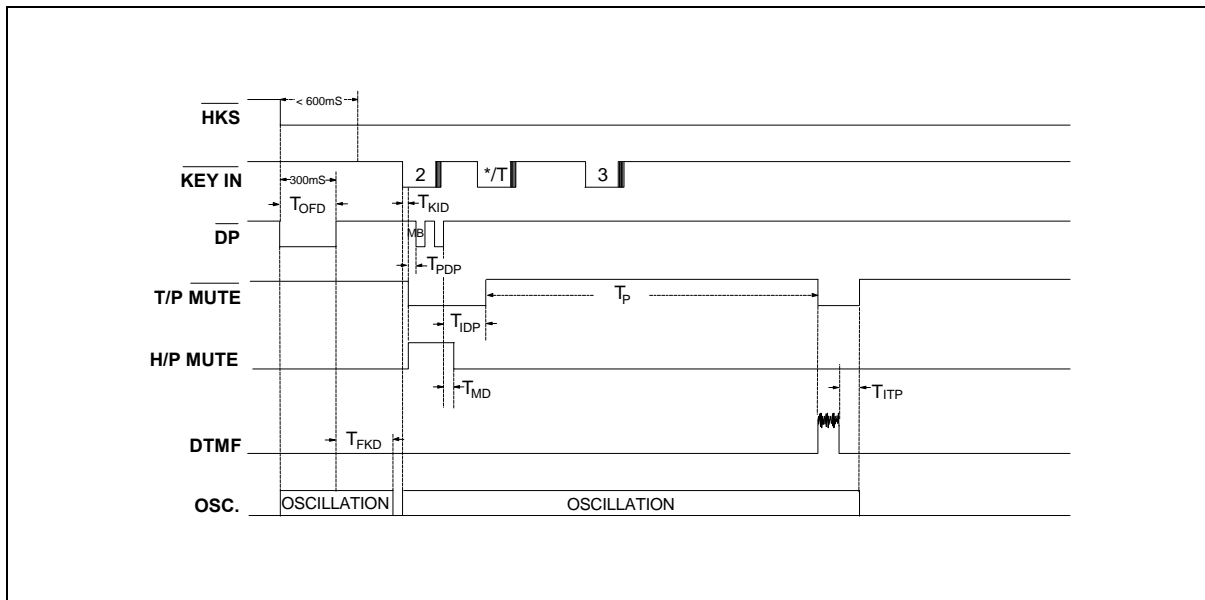 < 600mS
HKS
KEY IN
2
*/T
3
300mS
TOFD
TKID
DP
MB
TPDP
T/P MUTE
TP
TIDP
H/P MUTE
TMD
TITP
DTMF
TFKD
OSC.
OSCILLATION
OSCILLATION